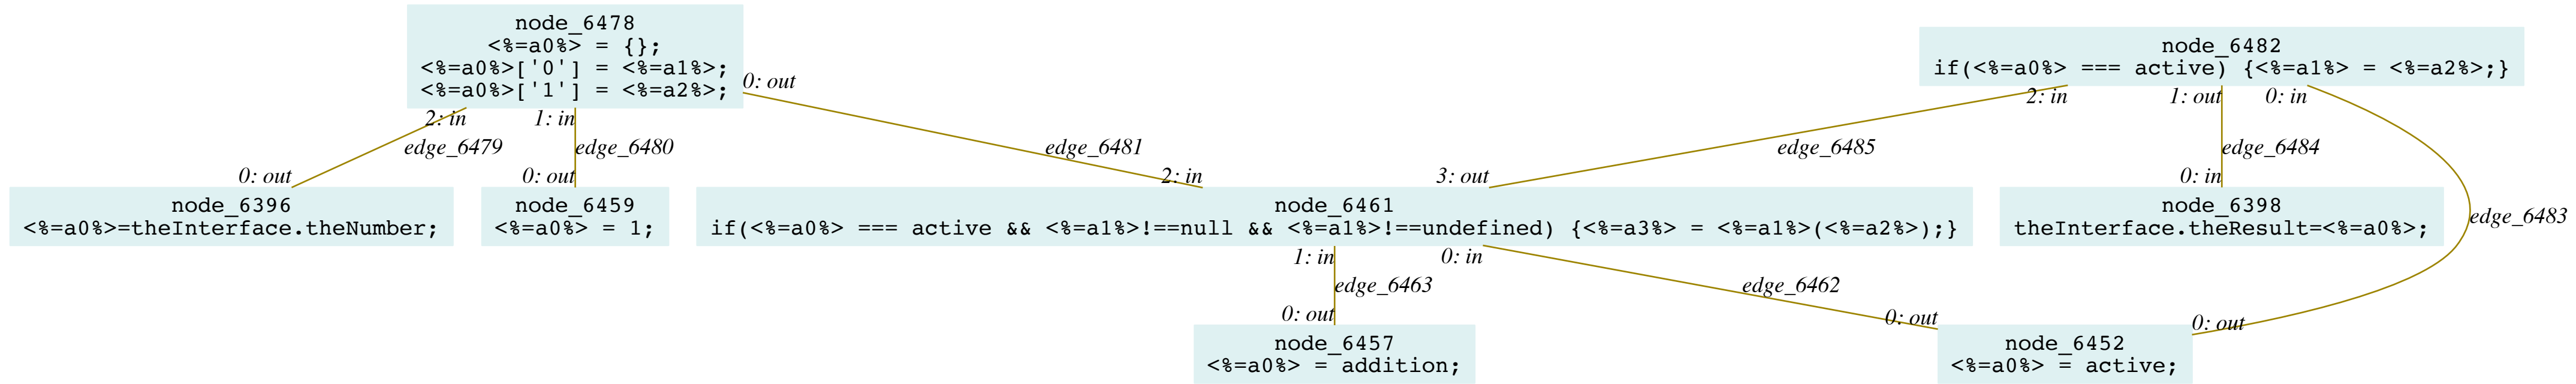 node_6478
<%=a0%> = {};
<%=a0%>['0'] = <%=a1%>;
<%=a0%>['1'] = <%=a2%>;
node_6482
if(<%=a0%> === active) {<%=a1%> = <%=a2%>;}
0: out
2: in
1: in
2: in
1: out
0: in
edge_6479
edge_6480
edge_6481
edge_6485
edge_6484
0: out
0: out
2: in
3: out
0: in
node_6396
<%=a0%>=theInterface.theNumber;
node_6459
<%=a0%> = 1;
node_6461
if(<%=a0%> === active && <%=a1%>!==null && <%=a1%>!==undefined) {<%=a3%> = <%=a1%>(<%=a2%>);}
node_6398
theInterface.theResult=<%=a0%>;
edge_6483
1: in
0: in
edge_6463
edge_6462
0: out
0: out
0: out
node_6457
<%=a0%> = addition;
node_6452
<%=a0%> = active;